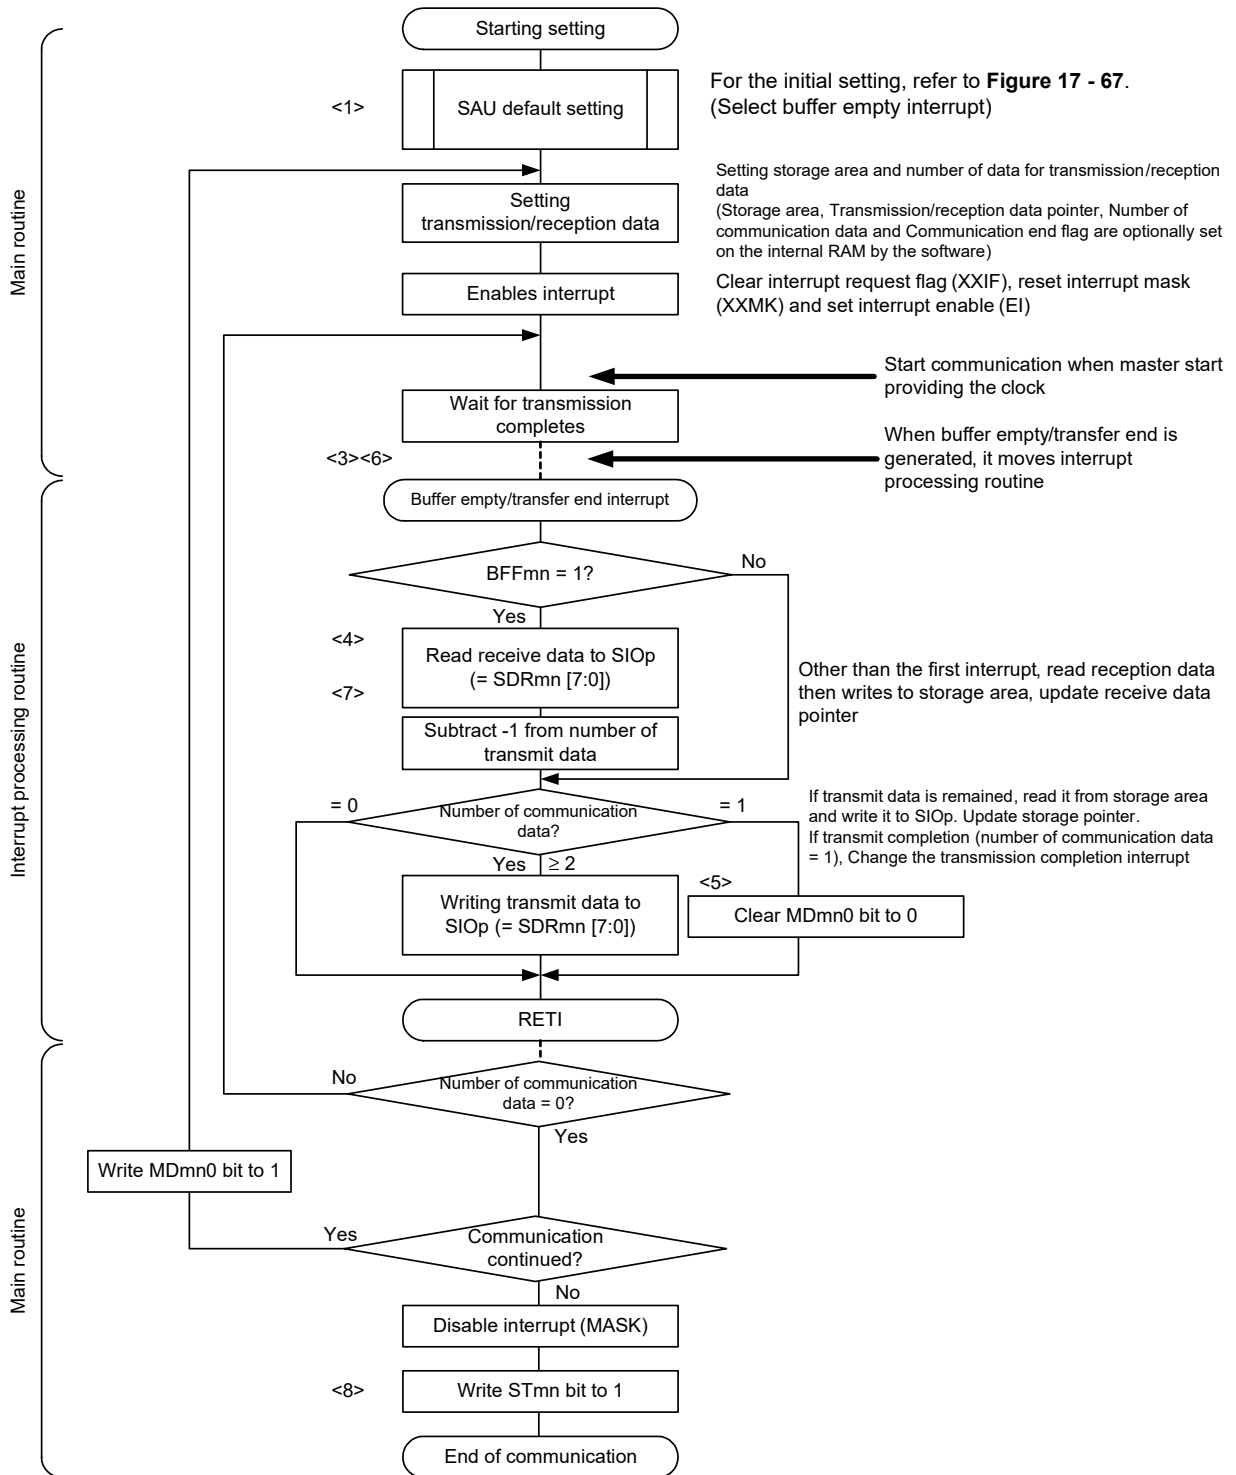 Starting setting
<1>
SAU default setting
For the initial setting, refer to Figure 17 - 67.
(Select buffer empty interrupt)
Main routine
Setting
transmission/reception data
Setting storage area and number of data for transmission/reception
data
(Storage area, Transmission/reception data pointer, Number of
communication data and Communication end flag are optionally set
on the internal RAM by the software)
Enables interrupt
Clear interrupt request flag (XXIF), reset interrupt mask
(XXMK) and set interrupt enable (EI)
Start communication when master start
providing the clock
Wait for transmission
completes
<3><6>
When buffer empty/transfer end is
generated, it moves interrupt
processing routine
Buffer empty/transfer end interrupt
BFFmn = 1?
No
Yes
Interrupt processing routine
<4>
Read receive data to SIOp
(= SDRmn [7:0])
<7>
Other than the first interrupt, read reception data
then writes to storage area, update receive data
pointer
Subtract -1 from number of
transmit data
= 0
Number of communication
data?
= 1
If transmit data is remained, read it from storage area
and write it to SIOp. Update storage pointer.
If transmit completion (number of communication data
= 1), Change the transmission completion interrupt
Yes ≥ 2
<5>
Writing transmit data to
SIOp (= SDRmn [7:0])
Clear MDmn0 bit to 0
RETI
No
Number of communication
data = 0?
Yes
Write MDmn0 bit to 1
Main routine
Yes
Communication
continued?
No
Disable interrupt (MASK)
<8>
Write STmn bit to 1
End of communication